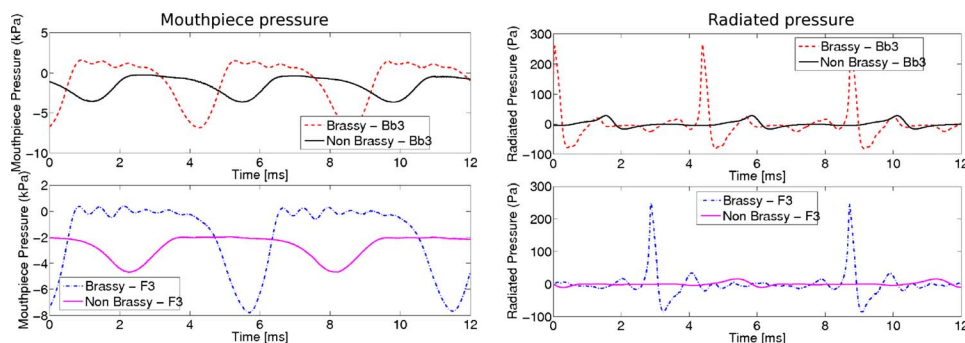 Mouthpiece pressure
Mouthpiece Pressure (kPa)
5
0
−5
−10
Brassy − Bb3
Non Brassy − Bb3
0 2 4 6 8 10 12
Time [ms]
Radiated pressure
Radiated Pressure (Pa)
300
200
100
0
−100
Brassy − Bb3
Non Brassy − Bb3
0 2 4 6 8 10 12
Time [ms]
Mouthpiece Pressure (kPa)
2
0
−2
−4
−6
−8
Brassy − F3
Non Brassy − F3
0 2 4 6 8 10 12
Time [ms]
Radiated Pressure (Pa)
300
200
100
0
−100
Brassy − F3
Non Brassy − F3
0 2 4 6 8 10 12
Time [ms]